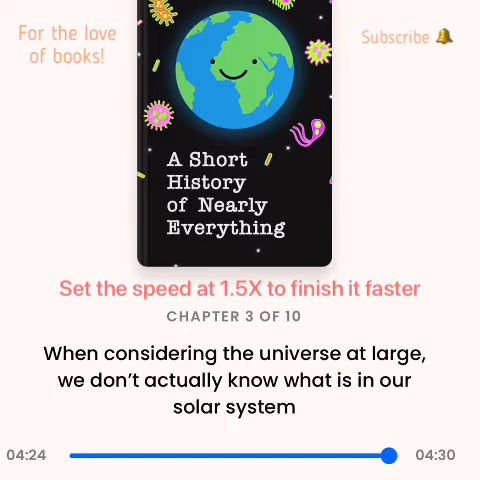 For the love
of books!
Subscribe
A Short
History
of Nearly
Everything
Set the speed at 1.5X to finish it faster
CHAPTER 3 OF 10
When considering the universe at large,
we don’t actually know what is in our
solar system
04:24
04:30